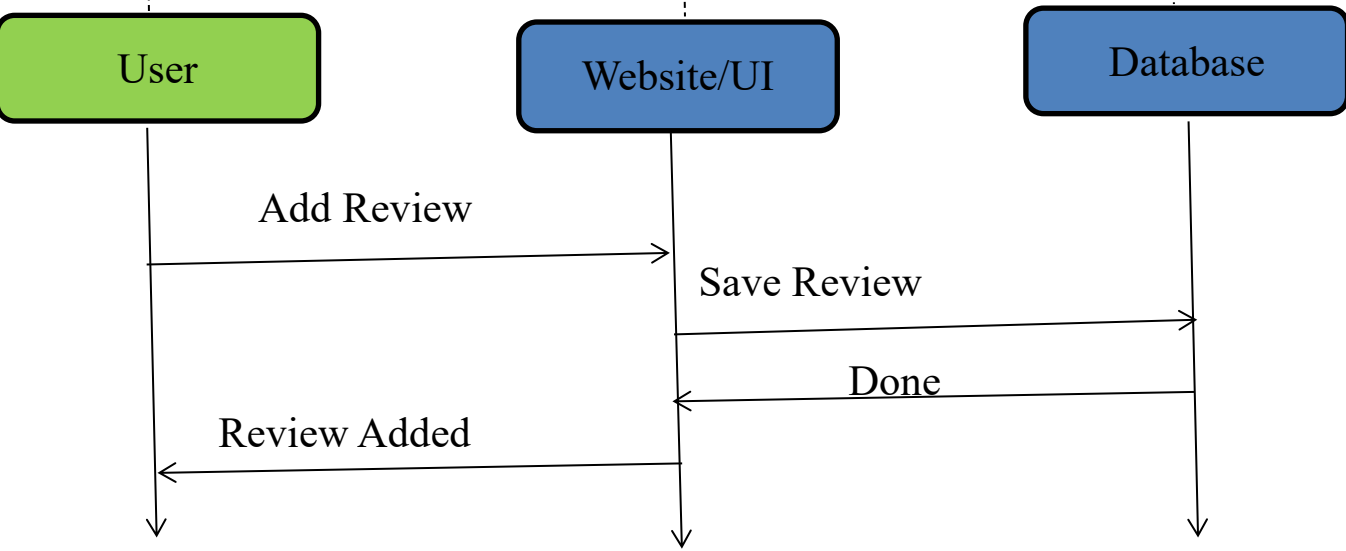 User
Website/UI
Database
Add Review
Save Review
Done
Review Added